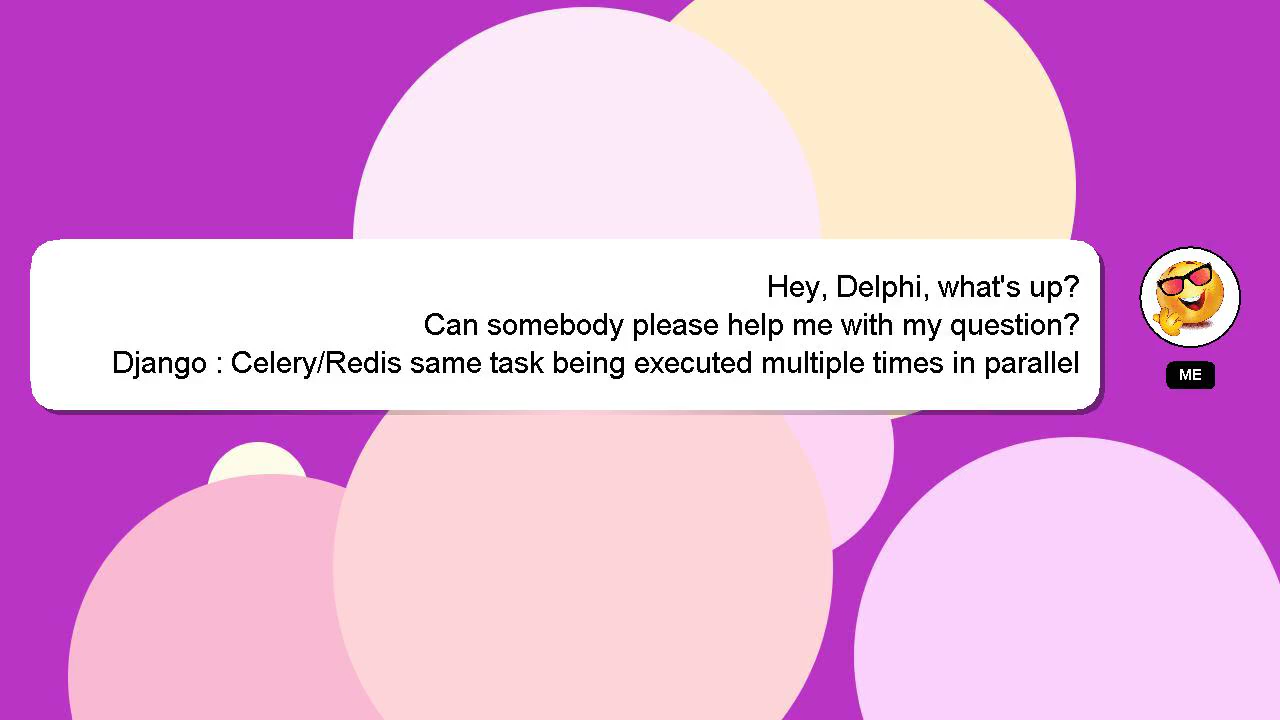 Hey, Delphi, what's up?
Can somebody please help me with my question?
Django : Celery/Redis same task being executed multiple times in parallel
ME